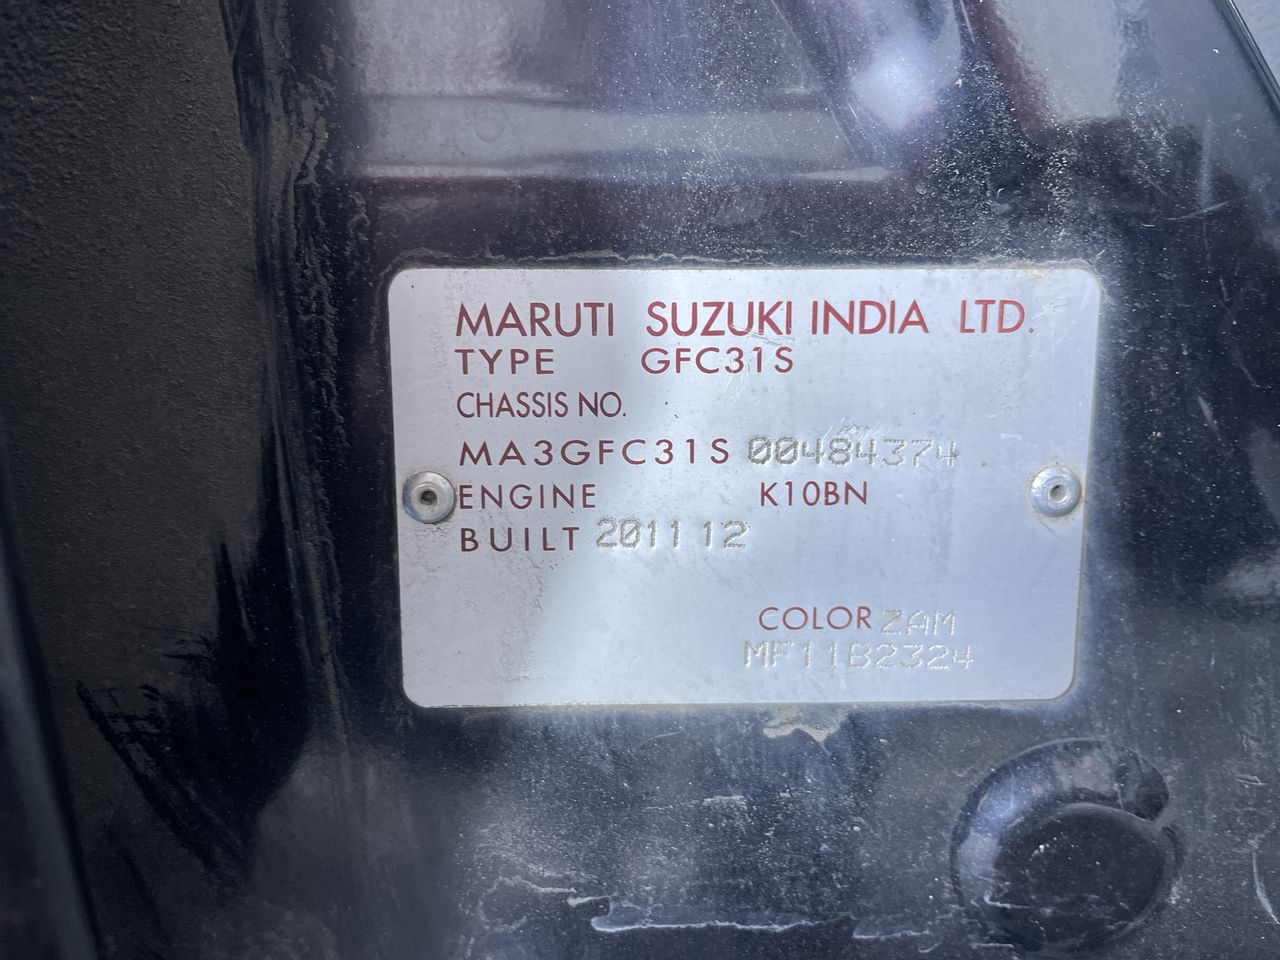 MARUTI SUZUKI INDIA LTD.
TYPE GFC31S
CHASSIS NO.
MA3GFC31S 00484374
ENGINE K10BN
BUILT 2011 12
COLOR ZAM
MF11B2324